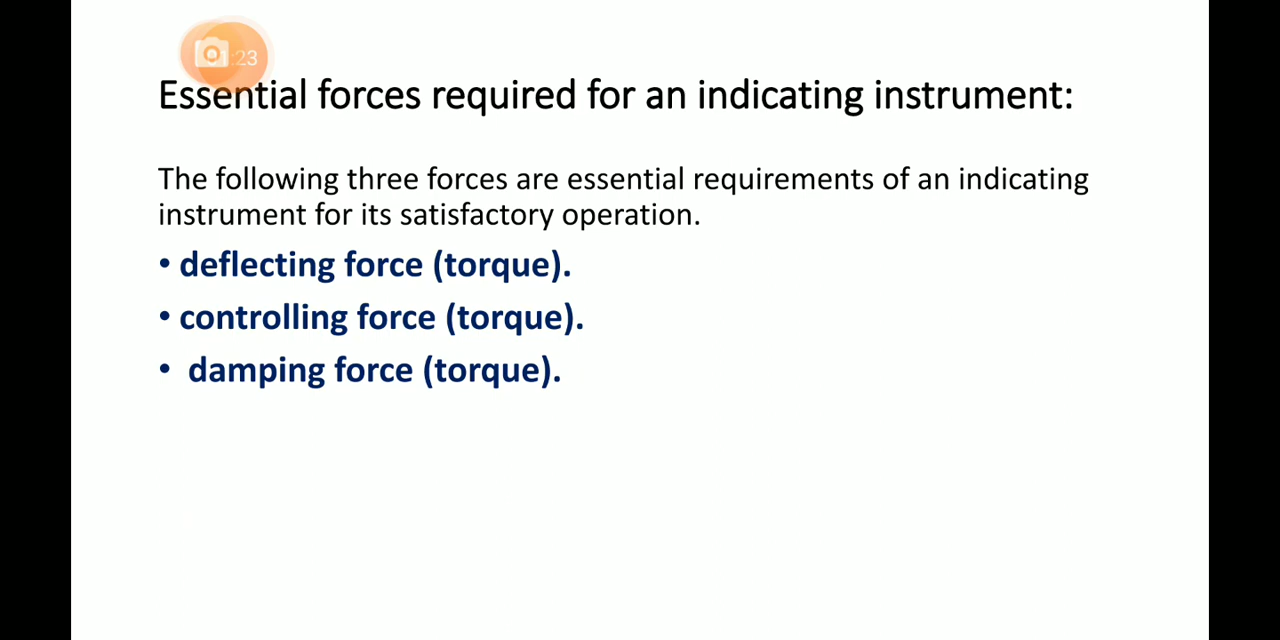 Essential forces required for an indicating instrument:
The following three forces are essential requirements of an indicating
instrument for its satisfactory operation.
• deflecting force (torque).
• controlling force (torque).
• damping force (torque).